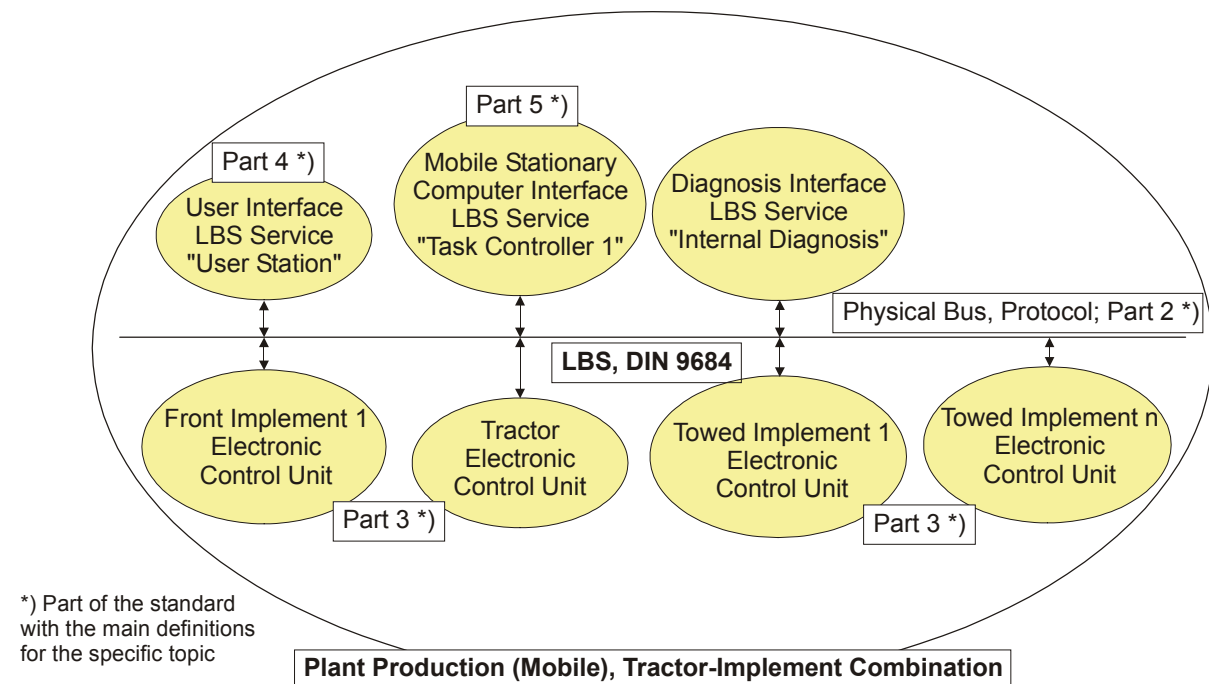 Part 5 *)
Part 4 *)
User Interface
LBS Service
"User Station"
Mobile Stationary
Computer Interface
LBS Service
"Task Controller 1"
Diagnosis Interface
LBS Service
"Internal Diagnosis"
Physical Bus, Protocol; Part 2 *)
LBS, DIN 9684
Front Implement 1
Electronic
Control Unit
Tractor
Electronic
Control Unit
Towed Implement 1
Electronic
Control Unit
Towed Implement n
Electronic
Control Unit
Part 3 *)
Part 3 *)
*) Part of the standard
with the main definitions
for the specific topic
Plant Production (Mobile), Tractor-Implement Combination